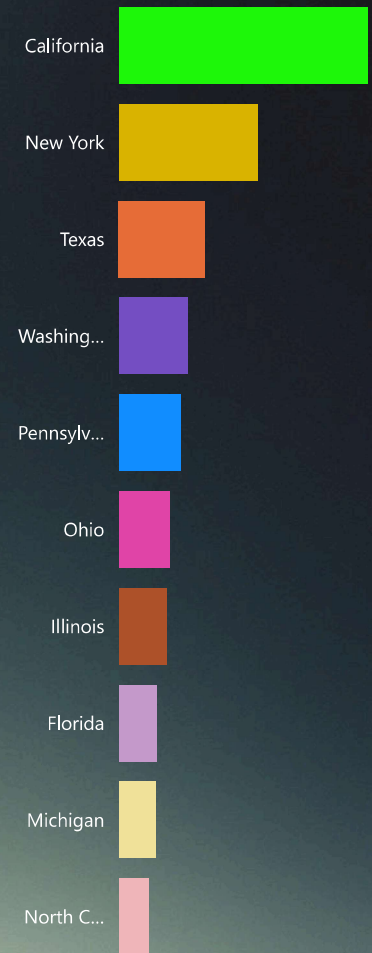 California
New York
Texas
Washing...
Pennsylv...
Ohio
Illinois
Florida
Michigan
North C...